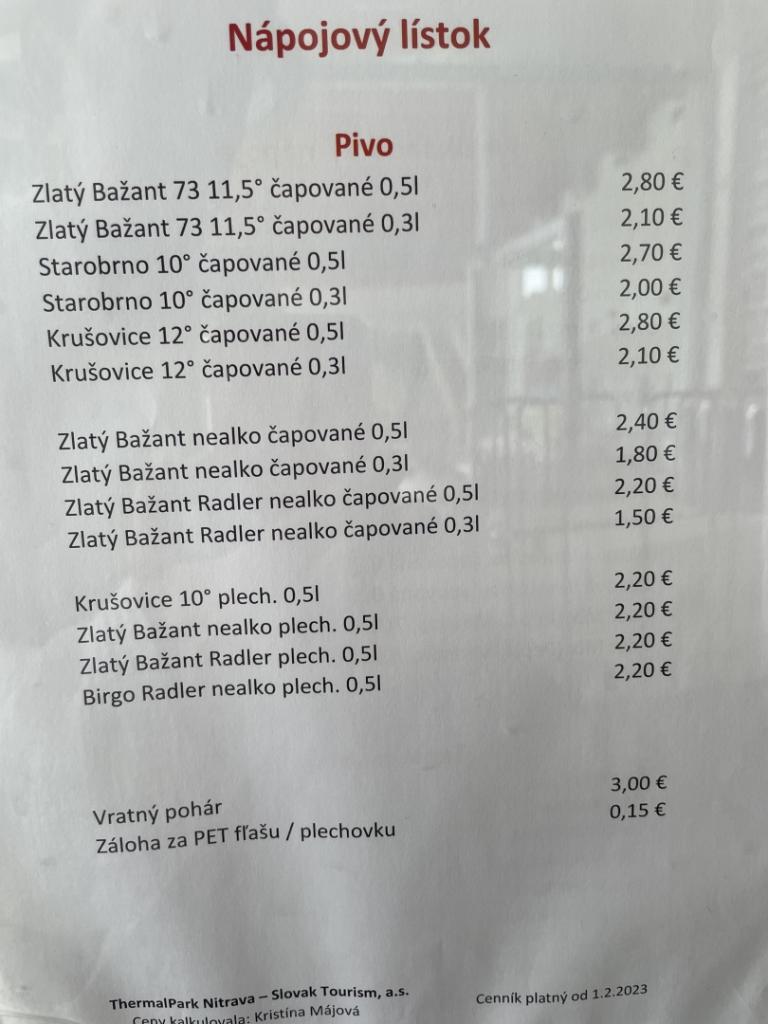 Nápojový lístok
Pivo
Zlatý Bažant 73 11,5° čapované 0,5l 2,80 €
Zlatý Bažant 73 11,5° čapované 0,3l 2,10 €
Starobrno 10° čapované 0,5l 2,70 €
Starobrno 10° čapované 0,3l 2,00 €
Krušovice 12° čapované 0,5l 2,80 €
Krušovice 12° čapované 0,3l 2,10 €
Zlatý Bažant nealko čapované 0,5l 2,40 €
Zlatý Bažant nealko čapované 0,3l 1,80 €
Zlatý Bažant Radler nealko čapované 0,5l 2,20 €
Zlatý Bažant Radler nealko čapované 0,3l 1,50 €
Krušovice 10° plech. 0,5l 2,20 €
Zlatý Bažant nealko plech. 0,5l 2,20 €
Zlatý Bažant Radler plech. 0,5l 2,20 €
Birgo Radler nealko plech. 0,5l 2,20 €
Vratný pohár 3,00 €
Záloha za PET fľašu / plechovku 0,15 €
ThermalPark Nitrava – Slovak Tourism, a.s. Cenník platný od 1.2.2023
Ceny kalkulovala: Kristína Májová